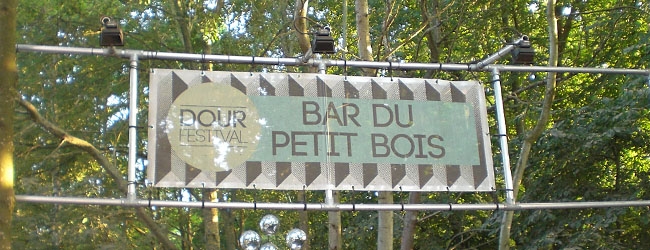 DOUR
FESTIVAL
BAR DU
PETIT BOIS